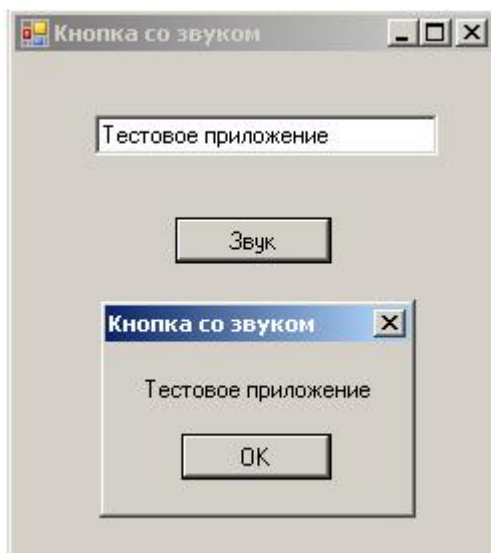 Кнопка со звуком
Тестовое приложение
Звук
Кнопка со звуком
Тестовое приложение
OK